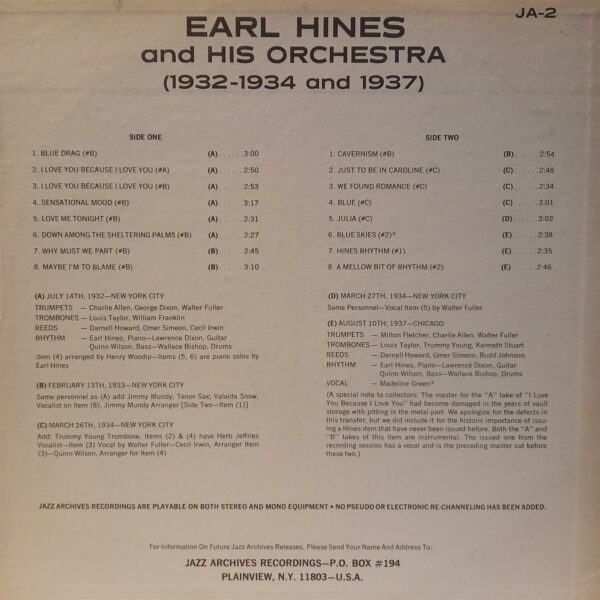 JA-2
EARL HINES
and HIS ORCHESTRA
(1932-1934 and 1937)
SIDE ONE
1. BLUE DRAG (#B) (A) ..... 3:00
2. I LOVE YOU BECAUSE I LOVE YOU (#A) (A) ..... 2:50
3. I LOVE YOU BECAUSE I LOVE YOU (#B) (A) ..... 2:53
4. SENSATIONAL MOOD (#B) (A) ..... 3:17
5. LOVE ME TONIGHT (#B) (A) ..... 2:31
6. DOWN AMONG THE SHELTERING PALMS (#B) (A) ..... 2:27
7. WHY MUST WE PART (#B) (B) ..... 2:45
8. MAYBE I'M TO BLAME (#B) (B) ..... 3:10
SIDE TWO
1. CAVERNISM (#B) (B) ..... 2:54
2. JUST TO BE IN CAROLINE (#C) (C) ..... 2:48
3. WE FOUND ROMANCE (#C) (C) ..... 2:34
4. BLUE (#C) (C) ..... 3:01
5. JULIA (#C) (D) ..... 3:02
6. BLUE SKIES (#2)* (E) ..... 2:38
7. HINES RHYTHM (#1) (E) ..... 2:35
8. A MELLOW BIT OF RHYTHM (#2) (E) ..... 2:46
(A) JULY 14TH, 1932—NEW YORK CITY
TRUMPETS — Charlie Allen, George Dixon, Walter Fuller
TROMBONES — Louis Taylor, William Franklin
REEDS — Darnell Howard, Omer Simeon, Cecil Irwin
RHYTHM — Earl Hines, Piano—Lawrence Dixon, Guitar
Quinn Wilson, Bass—Wallace Bishop, Drums
Item (4) arranged by Henry Woodip—Items (5, 6) are piano solos by
Earl Hines
(B) FEBRUARY 13TH, 1933—NEW YORK CITY
Same personnel as (A) add Jimmy Mundy, Tenor Sax; Valaida Snow,
Vocalist on Item (8). Jimmy Mundy Arranger [Side Two—Item (1)]
(C) MARCH 26TH, 1934—NEW YORK CITY
Add: Trummy Young Trombone, Items (2) & (4) have Herb Jeffries
Vocalist—Item (3) Vocal by Walter Fuller—Cecil Irwin, Arranger Item
(3)—Quinn Wilson, Arranger for Item (4)
(D) MARCH 27TH, 1934—NEW YORK CITY
Same Personnel—Vocal Item (5) by Walter Fuller
(E) AUGUST 10TH, 1937—CHICAGO
TRUMPETS — Milton Fletcher, Charlie Allen, Walter Fuller
TROMBONES — Louis Taylor, Trummy Young, Kenneth Stuart
REEDS — Darnell Howard, Omer Simeon, Budd Johnson
RHYTHM — Earl Hines, Piano—Lawrence Dixon, Guitar
Quinn Wilson, Bass—Wallace Bishop, Drums
VOCAL — Madeline Green*
(A special note to collectors: The master for the "A" take of "I Love
You Because I Love You" had become damaged in the years of vault
storage with pitting in the metal part. We apologize for the defects in
this transfer, but we did include it for the historic importance of issu-
ing a Hines item that have never been issued before. Both the "A" and
"B" takes of this item are instrumental. The issued one from the
recording session has a vocal and is the preceding master cut before
these two.)
JAZZ ARCHIVES RECORDINGS ARE PLAYABLE ON BOTH STEREO AND MONO EQUIPMENT • NO PSEUDO OR ELECTRONIC RE-CHANNELING HAS BEEN ADDED.
For Information On Future Jazz Archives Releases, Please Send Your Name And Address To:
JAZZ ARCHIVES RECORDINGS—P.O. BOX #194
PLAINVIEW, N.Y. 11803—U.S.A.